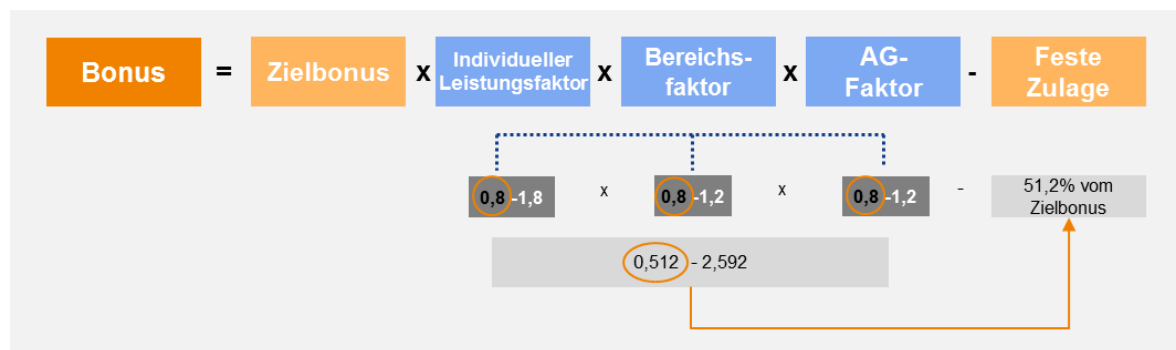 Bonus = Zielbonus x Individueller Leistungsfaktor x Bereichs-faktor x AG-Faktor - Feste Zulage
0,8-1,8 x 0,8-1,2 x 0,8-1,2 - 51,2% vom Zielbonus
0,512 - 2,592